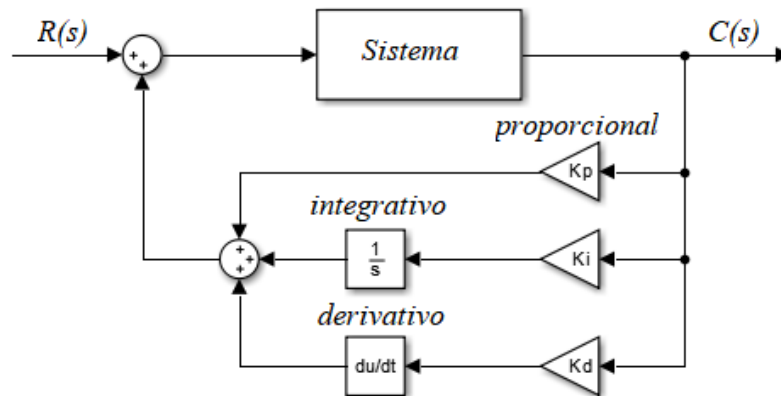 R(s)
C(s)
+
+
Sistema
proporcional
Kp
integrativo
+
+
+
1
s
Ki
derivativo
du/dt
Kd